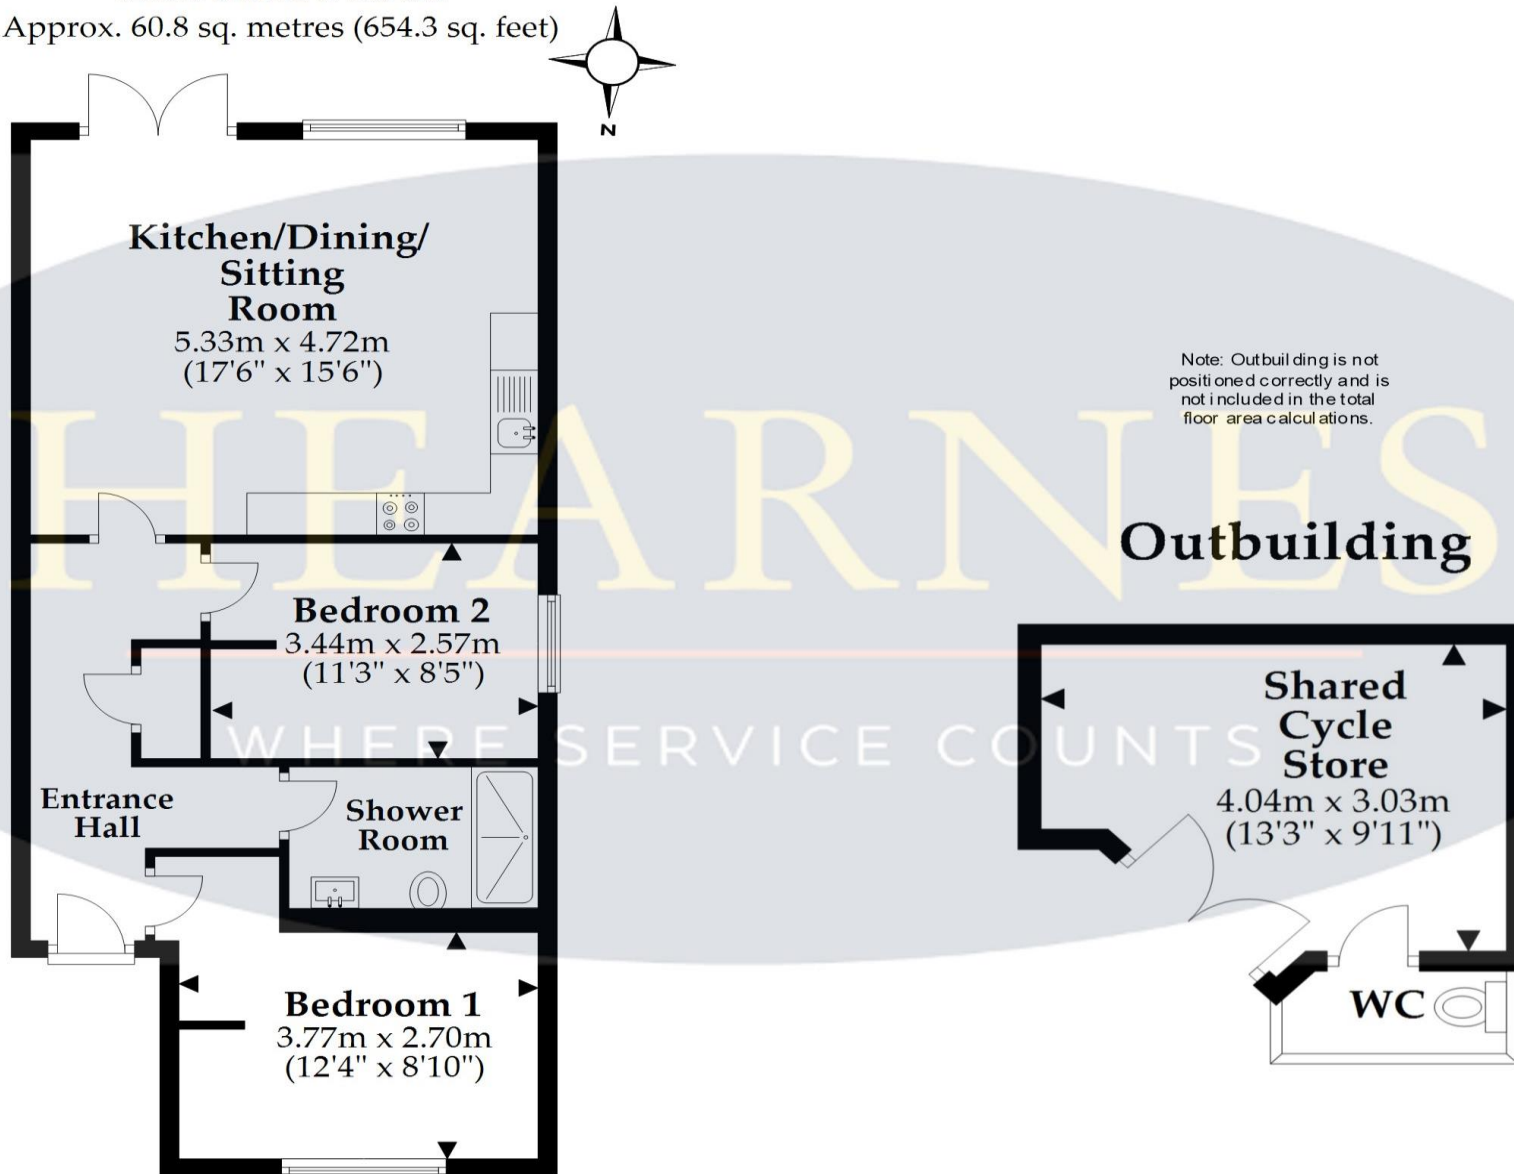 Approx. 60.8 sq. metres (654.3 sq. feet)
N
Kitchen/Dining/
Sitting
Room
5.33m x 4.72m
(17'6" x 15'6")
Note: Outbuilding is not
positioned correctly and is
not included in the total
floor area calculations.
HEARNES
Outbuilding
Bedroom 2
3.44m x 2.57m
(11'3" x 8'5")
Shared
Cycle
Store
4.04m x 3.03m
(13'3" x 9'11")
WHERE SERVICE COUNTS
Entrance
Hall
Shower
Room
Bedroom 1
3.77m x 2.70m
(12'4" x 8'10")
WC